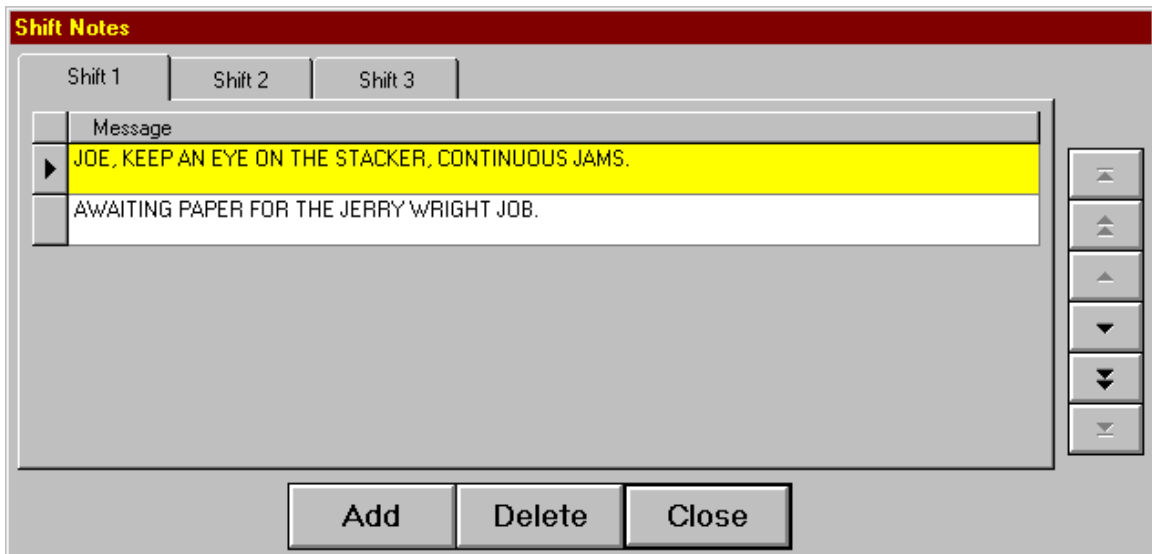 Shift Notes
Shift 1 Shift 2 Shift 3
Message
JOE, KEEP AN EYE ON THE STACKER, CONTINUOUS JAMS.
AWAITING PAPER FOR THE JERRY WRIGHT JOB.
Add Delete Close